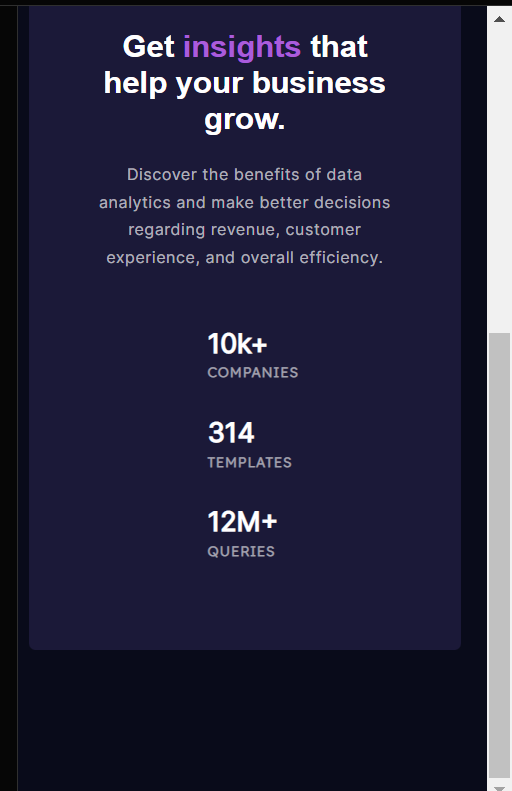 Get insights that
help your business
grow.
Discover the benefits of data
analytics and make better decisions
regarding revenue, customer
experience, and overall efficiency.
10k+
COMPANIES
314
TEMPLATES
12M+
QUERIES